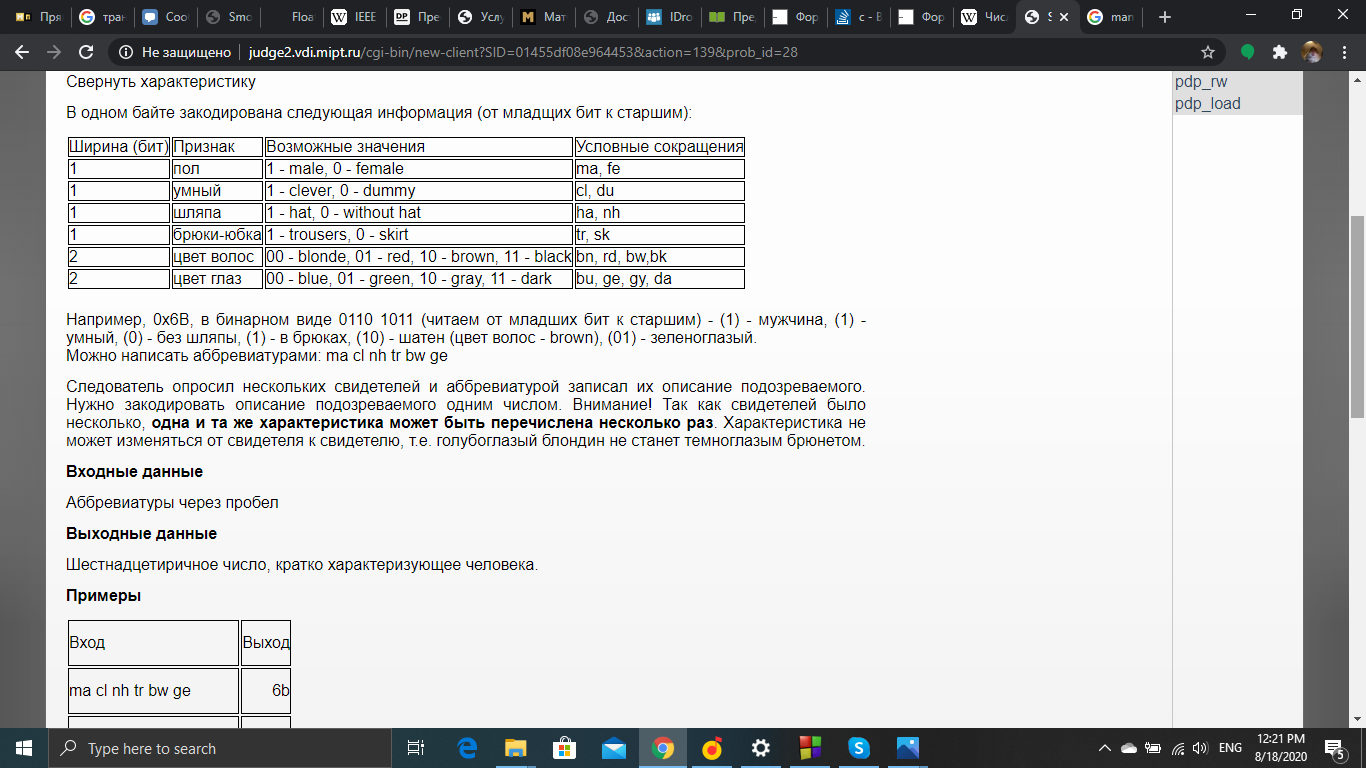 Пря
тран
Coo
Smo
Floa
IEEE
DP Пре
Услу
М Мат
Дос
IDro
Пре
Фор
c - В
Фор
W Числ
S
mar
Не защищено | judge2.vdi.mipt.ru/cgi-bin/new-client?SID=01455df08e964453&action=139&prob_id=28
Свернуть характеристику
pdp_rw
pdp_load
В одном байте закодирована следующая информация (от младщих бит к старшим):
Ширина (бит) Признак Возможные значения Условные сокращения
1 пол 1 - male, 0 - female ma, fe
1 умный 1 - clever, 0 - dummy cl, du
1 шляпа 1 - hat, 0 - without hat ha, nh
1 брюки-юбка 1 - trousers, 0 - skirt tr, sk
2 цвет волос 00 - blonde, 01 - red, 10 - brown, 11 - black bn, rd, bw,bk
2 цвет глаз 00 - blue, 01 - green, 10 - gray, 11 - dark bu, ge, gy, da
Например, 0x6B, в бинарном виде 0110 1011 (читаем от младших бит к старшим) - (1) - мужчина, (1) -
умный, (0) - без шляпы, (1) - в брюках, (10) - шатен (цвет волос - brown), (01) - зеленоглазый.
Можно написать аббревиатурами: ma cl nh tr bw ge
Следователь опросил нескольких свидетелей и аббревиатурой записал их описание подозреваемого.
Нужно закодировать описание подозреваемого одним числом. Внимание! Так как свидетелей было
несколько, одна и та же характеристика может быть перечислена несколько раз. Характеристика не
может изменяться от свидетеля к свидетелю, т.е. голубоглазый блондин не станет темноглазым брюнетом.
Входные данные
Аббревиатуры через пробел
Выходные данные
Шестнадцетиричное число, кратко характеризующее человека.
Примеры
Вход Выход
ma cl nh tr bw ge 6b
Type here to search
ENG
12:21 PM
8/18/2020
5